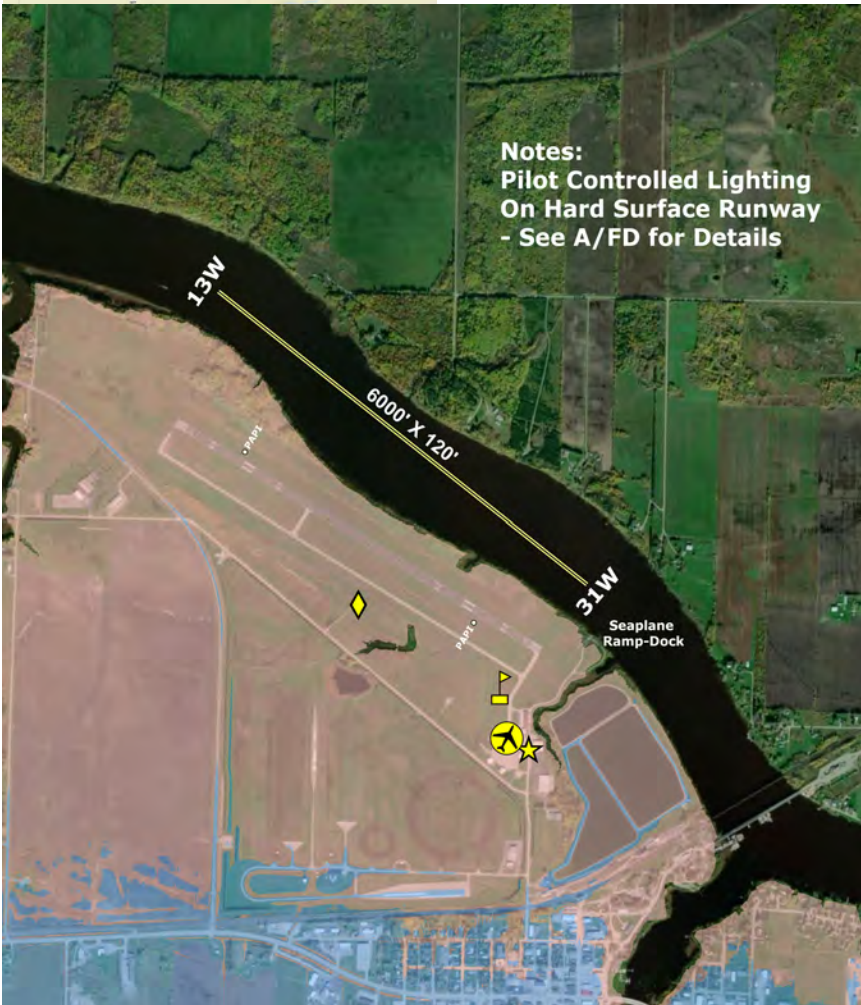 Notes:
Pilot Controlled Lighting
On Hard Surface Runway
- See A/FD for Details
13W
6000' X 120'
PAPI
31W
Seaplane
Ramp-Dock
PAPI